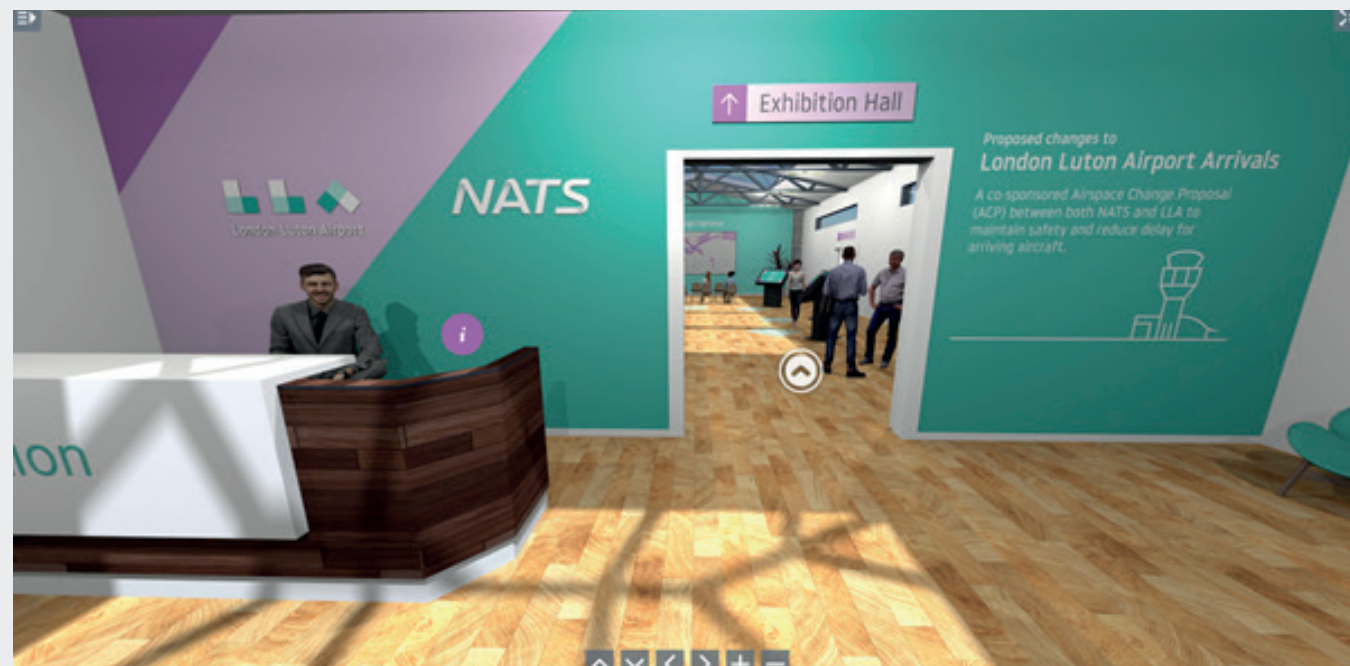 London Luton Airport
NATS
i
Exhibition Hall
Proposed changes to
London Luton Airport Arrivals
A co-sponsored Airspace Change Proposal
(ACP) between both NATS and LLA to
maintain safety and reduce delay for
arriving aircraft.
ion